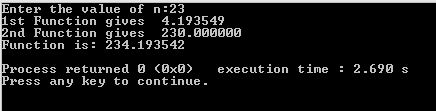 Enter the value of n:23
1st Function gives  4.193549
2nd Function gives  230.000000
Function is: 234.193542
Process returned 0 (0x0)   execution time : 2.690 s
Press any key to continue.